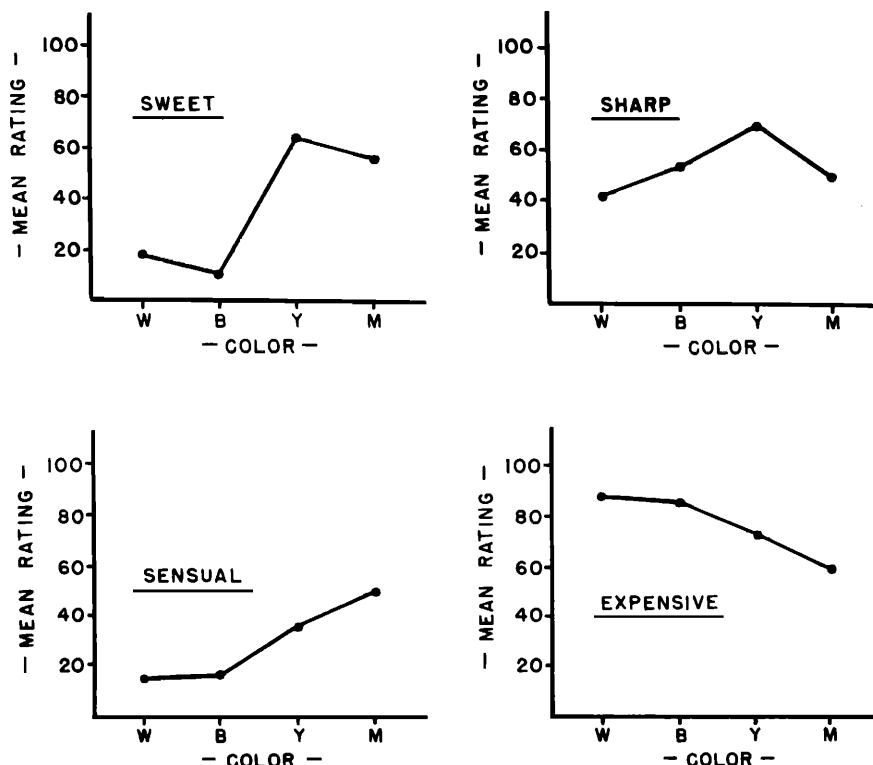 100
80
60
40
20
— MEAN RATING —
SWEET
W B Y M
— COLOR —
100
80
60
40
20
— MEAN RATING —
SHARP
W B Y M
— COLOR —
100
80
60
40
20
— MEAN RATING —
SENSUAL
W B Y M
— COLOR —
100
80
60
40
20
— MEAN RATING —
EXPENSIVE
W B Y M
— COLOR —